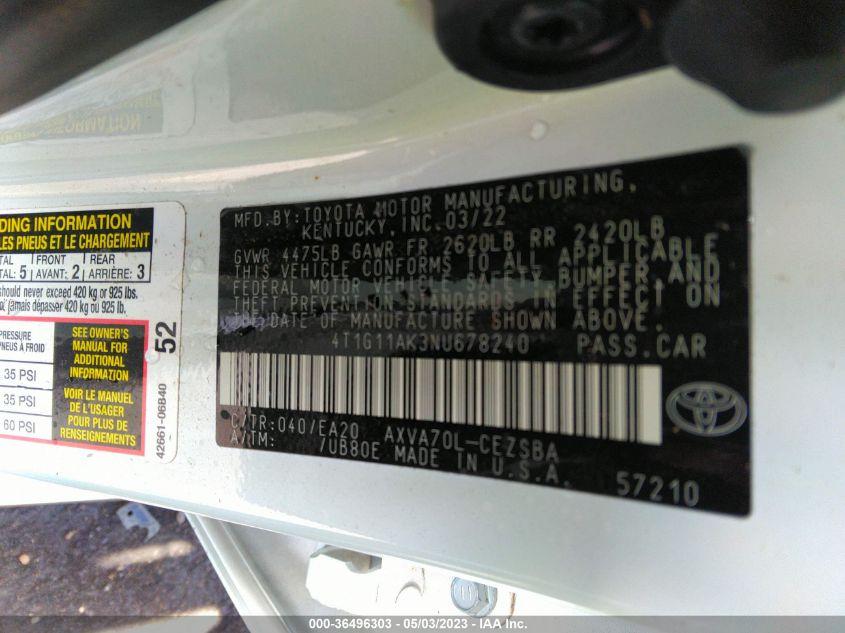 DING INFORMATION
LES PNEUS ET LE CHARGEMENT
TAL: 5 FRONT AVANT: 2 REAR ARRIÈRE: 3
should never exceed 420 kg or 925 lbs.
jamais dépasser 420 kg ou 925 lb.
PRESSURE
PNEUS À FROID
35 PSI
35 PSI
60 PSI
SEE OWNER'S
MANUAL FOR
ADDITIONAL
INFORMATION
VOIR LE MANUEL
DE L'USAGER
POUR PLUS DE
RENSEIGNEMENTS
52
42661-06B40
MFD.BY:TOYOTA MOTOR MANUFACTURING,
KENTUCKY, INC. 03/22
GVWR 4475LB GAWR FR 2620LB RR 2420LB
THIS VEHICLE CONFORMS TO ALL APPLICABLE
FEDERAL MOTOR VEHICLE SAFETY, BUMPER, AND
THEFT PREVENTION STANDARDS IN EFFECT ON
THE DATE OF MANUFACTURE SHOWN ABOVE.
4T1G11AK3NU678240 PASS.CAR
C/TR:040/EA20 AXVA70L-CEZSBA
A/TM: /UB80E MADE IN U.S.A.
57210
000-36496303 - 05/03/2023 - IAA Inc.